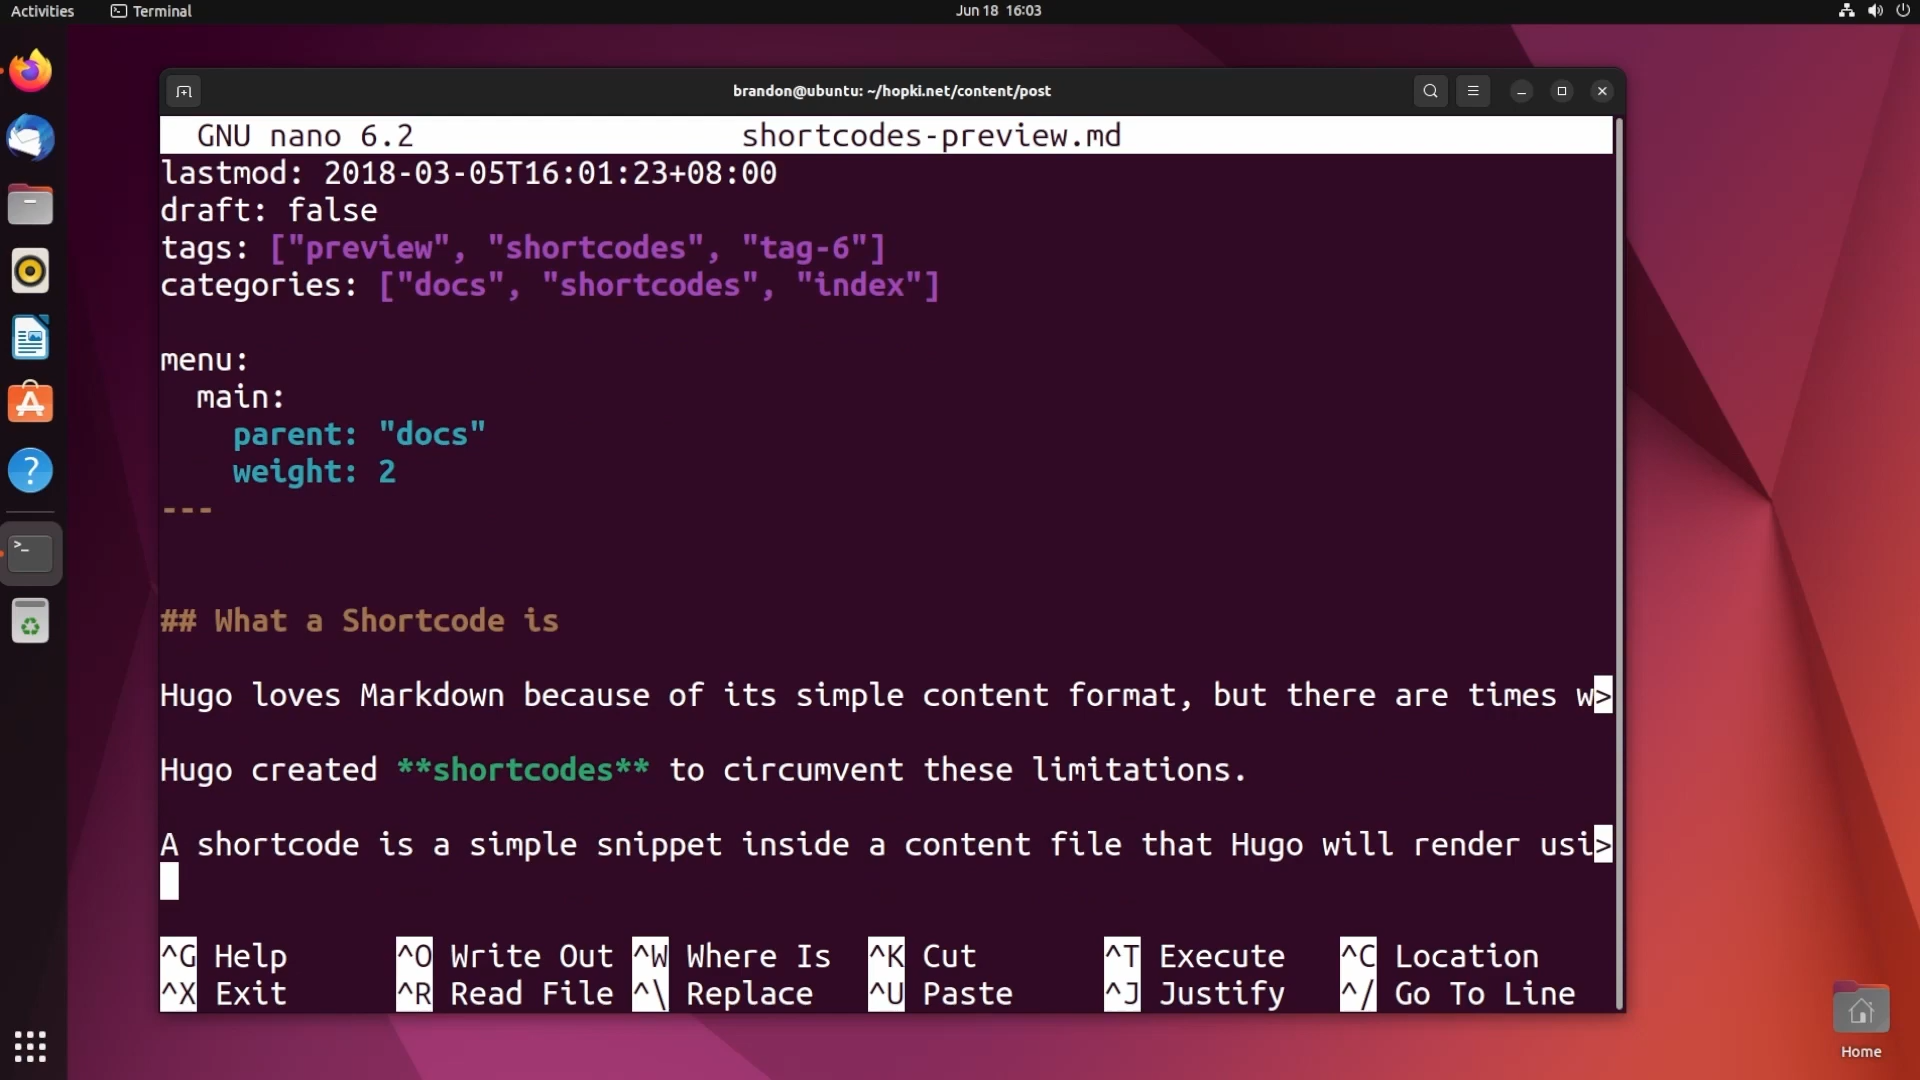 Activities Terminal Jun 18 16:03
brandon@ubuntu: ~/hopki.net/content/post
GNU nano 6.2 shortcodes-preview.md
lastmod: 2018-03-05T16:01:23+08:00
draft: false
tags: ["preview", "shortcodes", "tag-6"]
categories: ["docs", "shortcodes", "index"]
menu:
main:
parent: "docs"
weight: 2
---
## What a Shortcode is
Hugo loves Markdown because of its simple content format, but there are times w>
Hugo created **shortcodes** to circumvent these limitations.
A shortcode is a simple snippet inside a content file that Hugo will render usi>
^G Help ^O Write Out ^W Where Is ^K Cut ^T Execute ^C Location
^X Exit ^R Read File ^\ Replace ^U Paste ^J Justify ^/ Go To Line
Home